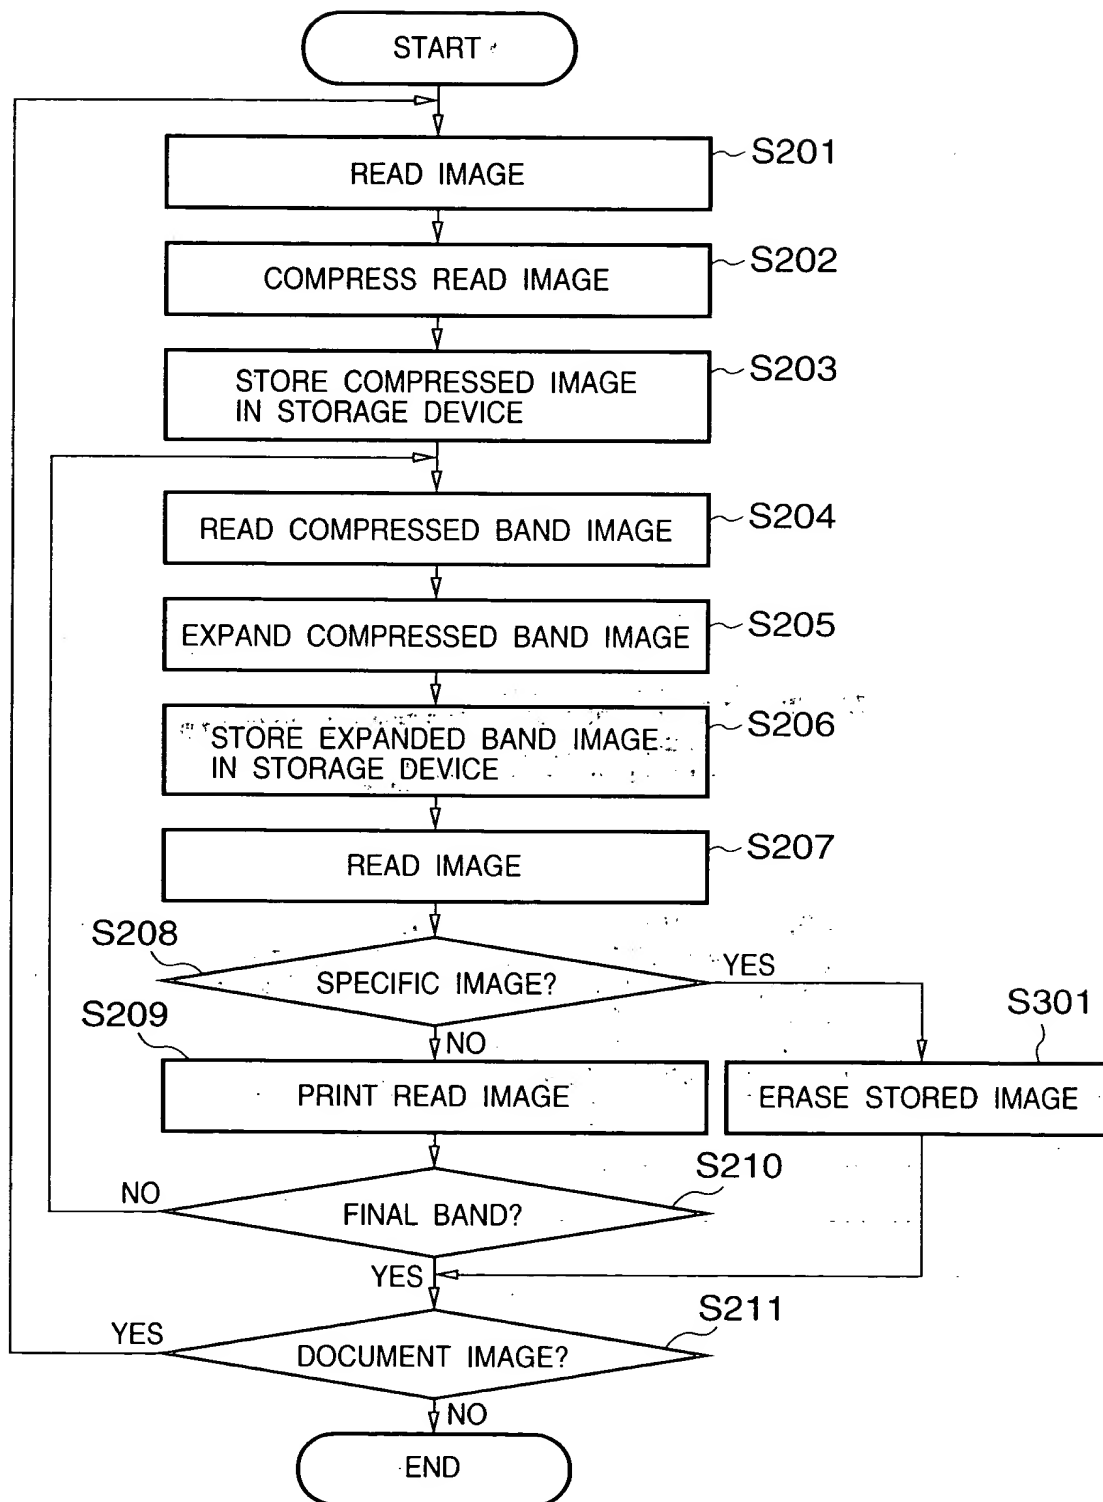 START
READ IMAGE
S201
COMPRESS READ IMAGE
S202
STORE COMPRESSED IMAGE
IN STORAGE DEVICE
S203
READ COMPRESSED BAND IMAGE
S204
EXPAND COMPRESSED BAND IMAGE
S205
STORE EXPANDED BAND IMAGE
IN STORAGE DEVICE
S206
READ IMAGE
S207
S208
SPECIFIC IMAGE?
YES
NO
S209
PRINT READ IMAGE
S301
ERASE STORED IMAGE
S210
FINAL BAND?
NO
YES
S211
DOCUMENT IMAGE?
YES
NO
END